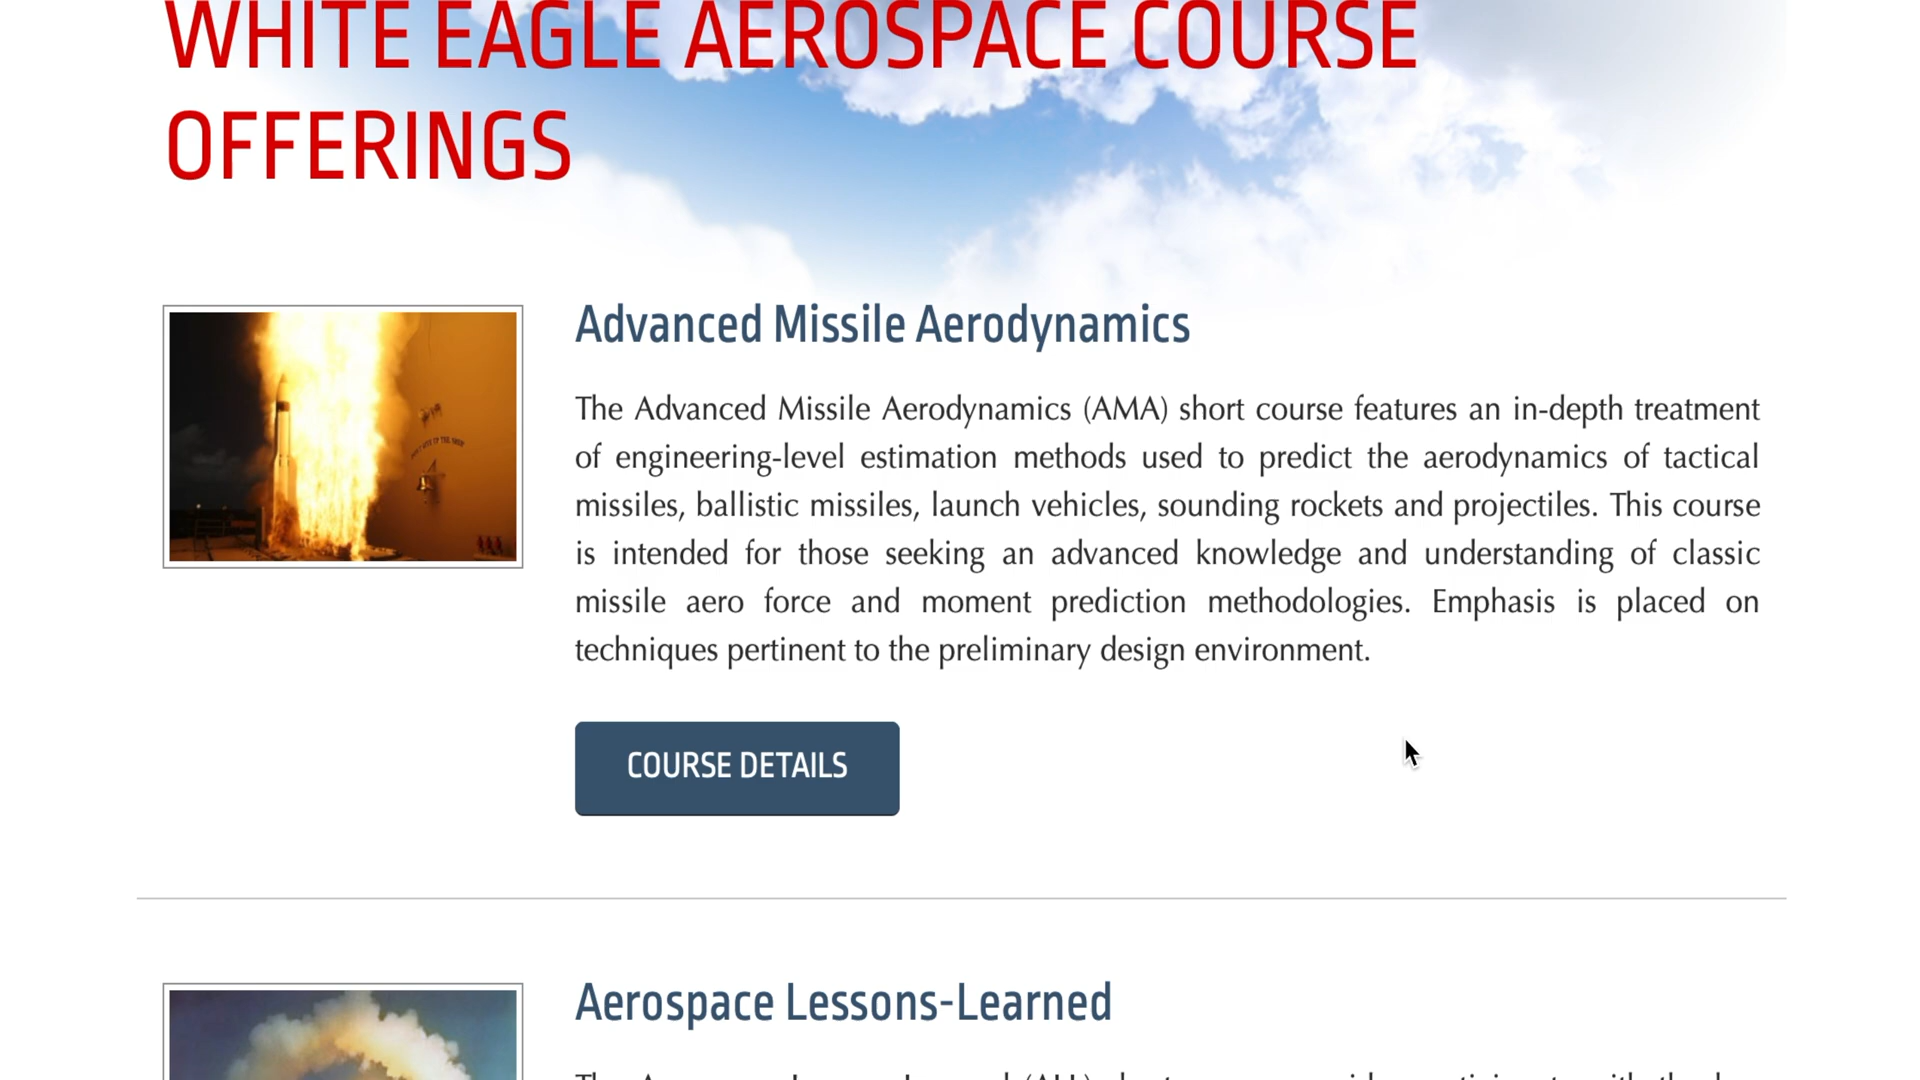 WHITE EAGLE AEROSPACE COURSE
OFFERINGS
Advanced Missile Aerodynamics
The Advanced Missile Aerodynamics (AMA) short course features an in-depth treatment
of engineering-level estimation methods used to predict the aerodynamics of tactical
missiles, ballistic missiles, launch vehicles, sounding rockets and projectiles. This course
is intended for those seeking an advanced knowledge and understanding of classic
missile aero force and moment prediction methodologies. Emphasis is placed on
techniques pertinent to the preliminary design environment.
COURSE DETAILS
Aerospace Lessons-Learned